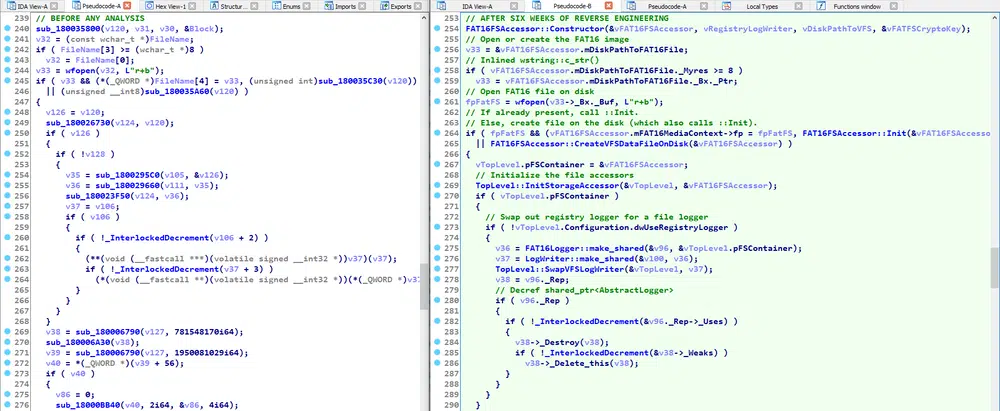 IDA View-A Pseudocode-A Hex View-1 Structur... Enums Imports Exports
239 // BEFORE ANY ANALYSIS
240 sub_180035800(v120, v31, v30, &Block);
241 v32 = (const wchar_t *)FileName;
242 if ( FileName[3] >= (wchar_t *)8 )
243 v32 = FileName[0];
244 v33 = wfopen(v32, L"r+b");
245 if ( v33 && (*(_QWORD *)FileName[4] = v33, (unsigned int)sub_180035C30(v120))
246 || (unsigned __int8)sub_180035A60(v120) )
247 {
248 v126 = v120;
249 sub_180026730(v124, v120);
250 if ( v126 )
251 {
252 if ( !v128 )
253 {
254 v35 = sub_1800295C0(v105, &v126);
255 v36 = sub_180029660(v111, v35);
256 sub_180023F50(v124, v36);
257 v37 = v106;
258 if ( v106 )
259 {
260 if ( !_InterlockedDecrement(v106 + 2) )
261 {
262 (**(void (__fastcall ***)(volatile signed __int32 *))v37)(v37);
263 if ( !_InterlockedDecrement(v37 + 3) )
264 (*(void (__fastcall **)(volatile signed __int32 *))(*(_QWORD *)v37
265 }
266 }
267 }
268 }
269 v38 = sub_180006790(v127, 781548170i64);
270 sub_180006A30(v38);
271 v39 = sub_180006790(v127, 1950081029i64);
272 v40 = *(_QWORD *)(v39 + 56);
273 if ( v40 )
274 {
275 v86 = 0;
276 sub_18000BB40(v40, 2i64, &v86, 4i64);
IDA View-A Pseudocode-B Pseudocode-A Local Types Functions window
253 // AFTER SIX WEEKS OF REVERSE ENGINEERING
254 FAT16FSAccessor::Constructor(&vFAT16FSAccessor, vRegistryLogWriter, vDiskPathToVFS, &vFATFSCryptoKey);
255 // Open or create the FAT16 image
256 v33 = &vFAT16FSAccessor.mDiskPathToFAT16File;
257 // Inlined wstring::c_str()
258 if ( vFAT16FSAccessor.mDiskPathToFAT16File._Myres >= 8 )
259 v33 = vFAT16FSAccessor.mDiskPathToFAT16File._Bx._Ptr;
260 // Open FAT16 file on disk
261 fpFatFS = wfopen(v33->_Bx._Buf, L"r+b");
262 // If already present, call ::Init.
263 // Else, create file on the disk (which also calls ::Init).
264 if ( fpFatFS && (vFAT16FSAccessor.mFAT16MediaContext->fp = fpFatFS, FAT16FSAccessor::Init(&vFAT16FSAccesso
265 || FAT16FSAccessor::CreateVFSDataFileOnDisk(&vFAT16FSAccessor) )
266 {
267 vTopLevel.pFSContainer = &vFAT16FSAccessor;
268 // Initialize the file accessors
269 TopLevel::InitStorageAccessor(&vTopLevel, &vFAT16FSAccessor);
270 if ( vTopLevel.pFSContainer )
271 {
272 // Swap out registry logger for a file logger
273 if ( !vTopLevel.Configuration.dwUseRegistryLogger )
274 {
275 v36 = FAT16Logger::make_shared(&v96, &vTopLevel.pFSContainer);
276 v37 = LogWriter::make_shared(&v100, v36);
277 TopLevel::SwapVFSLogWriter(&vTopLevel, v37);
278 v38 = v96._Rep;
279 // Decref shared_ptr<AbstractLogger>
280 if ( v96._Rep )
281 {
282 if ( !_InterlockedDecrement(&v96._Rep->_Uses) )
283 {
284 v38->_Destroy(v38);
285 if ( !_InterlockedDecrement(&v38->_Weaks) )
286 v38->_Delete_this(v38);
287 }
288 }
289 }
290 }